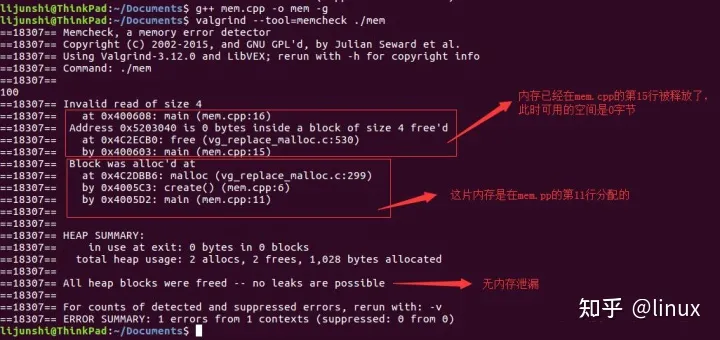 lijunshi@ThinkPad:~/Documents$ g++ mem.cpp -o mem -g
lijunshi@ThinkPad:~/Documents$ valgrind --tool=memcheck ./mem
==18307== Memcheck, a memory error detector
==18307== Copyright (C) 2002-2015, and GNU GPL'd, by Julian Seward et al.
==18307== Using Valgrind-3.12.0 and LibVEX; rerun with -h for copyright info
==18307== Command: ./mem
==18307==
100
==18307== Invalid read of size 4
==18307==    at 0x400608: main (mem.cpp:16)
==18307==  Address 0x5203040 is 0 bytes inside a block of size 4 free'd
==18307==    at 0x4C2ECB0: free (vg_replace_malloc.c:530)
==18307==    by 0x400603: main (mem.cpp:15)
==18307==  Block was alloc'd at
==18307==    at 0x4C2DBB6: malloc (vg_replace_malloc.c:299)
==18307==    by 0x4005C3: create() (mem.cpp:6)
==18307==    by 0x4005D2: main (mem.cpp:11)
==18307==
==18307==
==18307== HEAP SUMMARY:
==18307==     in use at exit: 0 bytes in 0 blocks
==18307==   total heap usage: 2 allocs, 2 frees, 1,028 bytes allocated
==18307==
==18307== All heap blocks were freed -- no leaks are possible
==18307==
==18307== For counts of detected and suppressed errors, rerun with: -v
==18307== ERROR SUMMARY: 1 errors from 1 contexts (suppressed: 0 from 0)
lijunshi@ThinkPad:~/Documents$
内存已经在mem.cpp的第15行被释放了，
此时可用的空间是0字节
这片内存是在mem.pp的第11行分配的
无内存泄漏
知乎 @linux